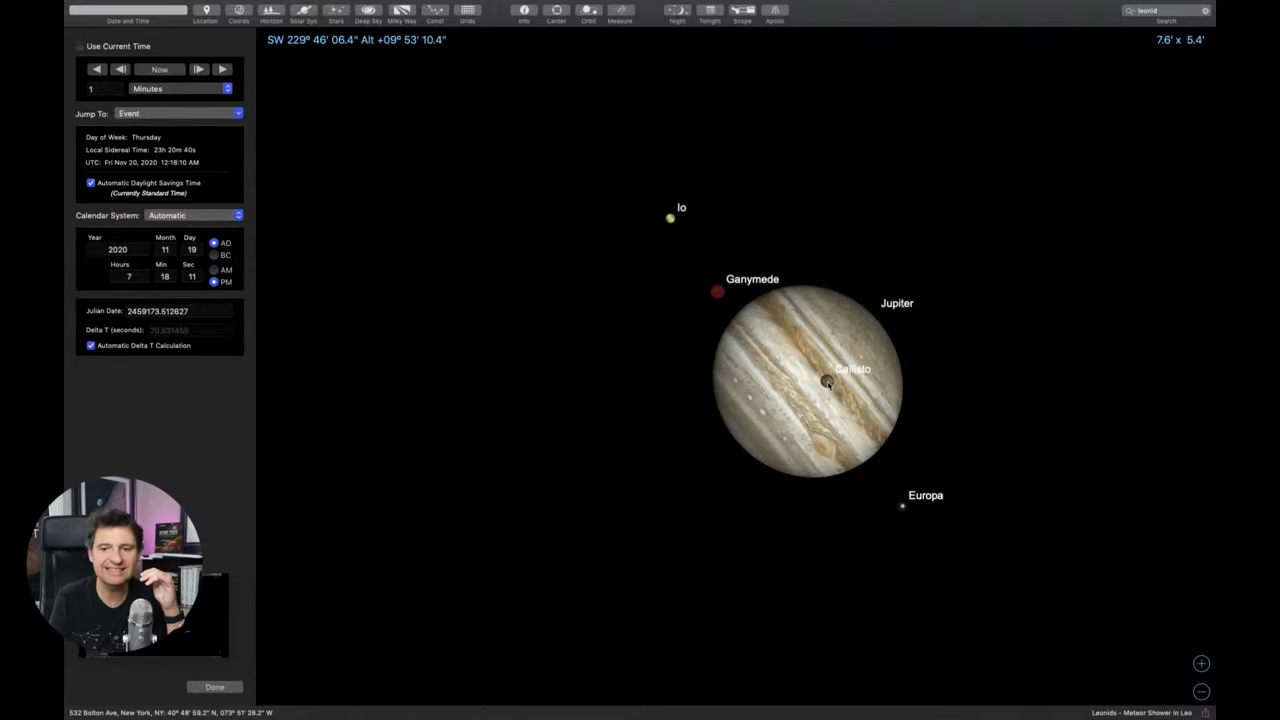 leonid
Date and Time
Location
Coords
Horizon
Solar Sys
Stars
Deep Sky
Milky Way
Const
Grids
Info
Center
Orbit
Measure
Night
Tonight
Scope
Apollo
Search
SW 229º 46' 06.4" Alt +09º 53' 10.4"
7.6' x 5.4'
Use Current Time
Now
1 Minutes
Jump To: Event
Day of Week: Thursday
Local Sidereal Time: 23h 20m 40s
UTC: Fri Nov 20, 2020 12:18:10 AM
Automatic Daylight Savings Time
(Currently Standard Time)
Calendar System: Automatic
Year Month Day
2020 11 19
AD
BC
Hours Min Sec
7 18 11
AM
PM
Julian Date: 2459173.512627
Delta T (seconds): 70.531455
Automatic Delta T Calculation
Io
Ganymede
Jupiter
Callisto
Europa
Done
532 Bolton Ave, New York, NY: 40º 48' 59.2" N, 073º 51' 28.2" W
Leonids - Meteor Shower in Leo